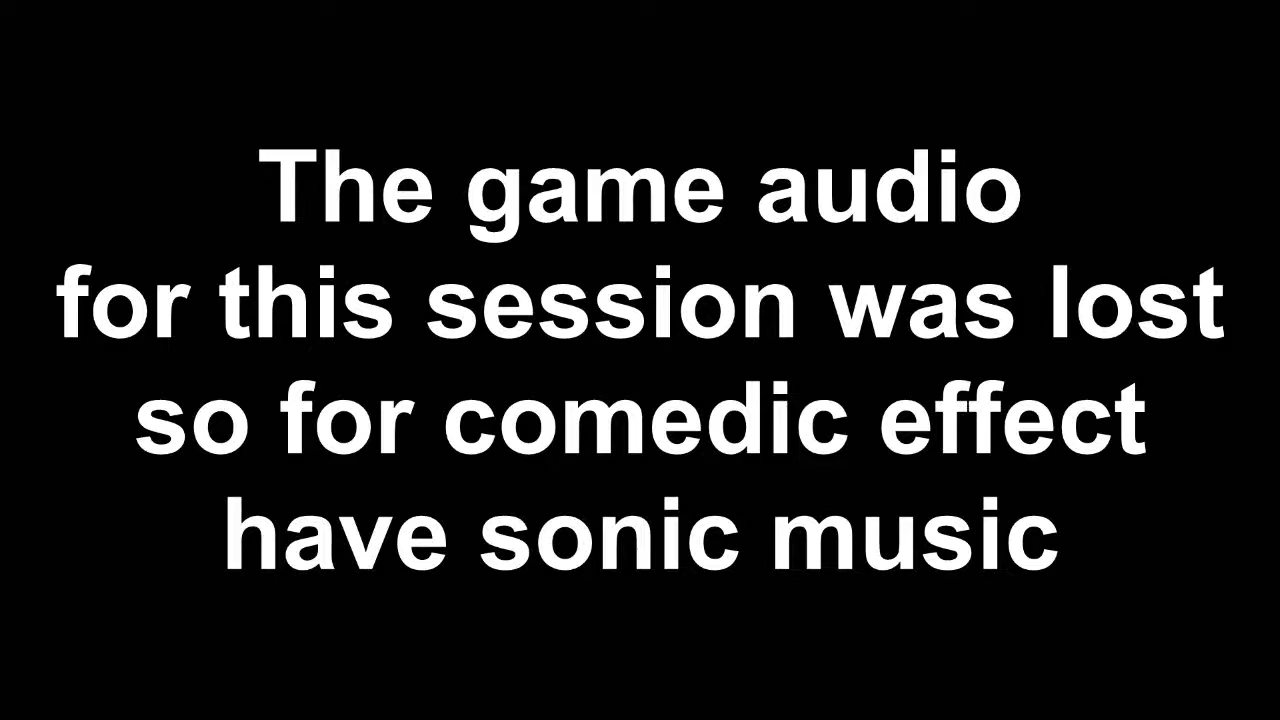 The game audio
for this session was lost
so for comedic effect
have sonic music